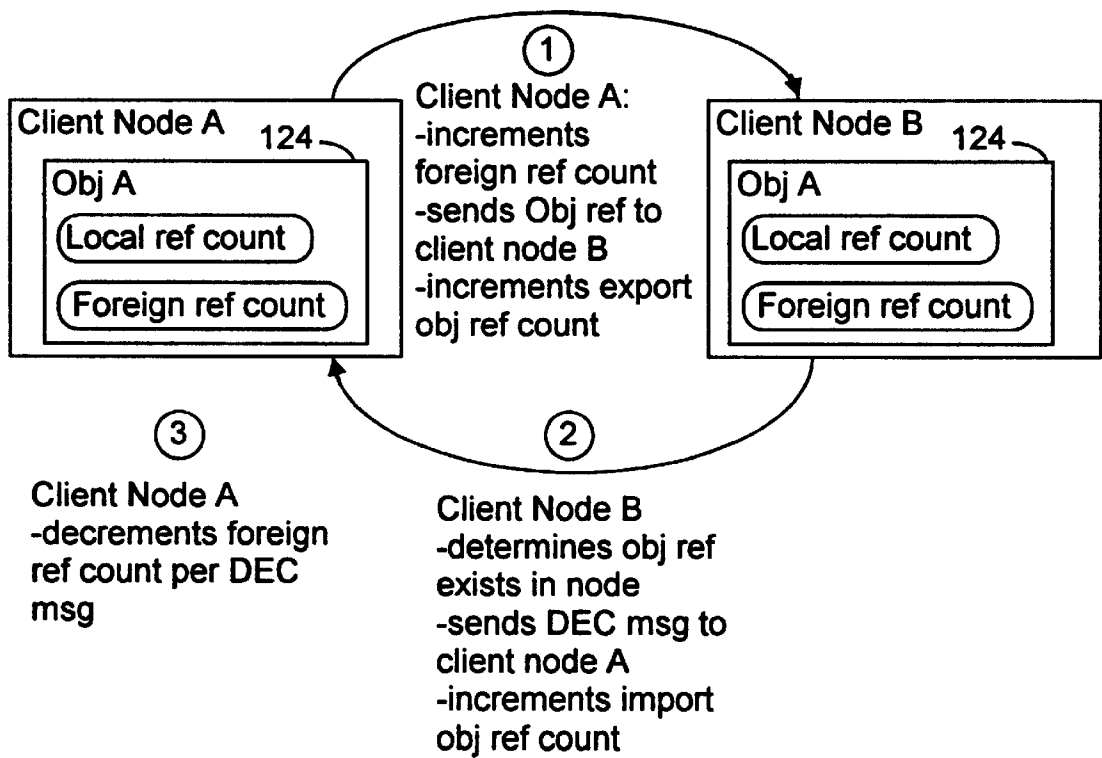 1
Client Node A:
-increments
foreign ref count
-sends Obj ref to
client node B
-increments export
obj ref count
Client Node A
124
Obj A
Local ref count
Foreign ref count
Client Node B
124
Obj A
Local ref count
Foreign ref count
3
Client Node A
-decrements foreign
ref count per DEC
msg
2
Client Node B
-determines obj ref
exists in node
-sends DEC msg to
client node A
-increments import
obj ref count